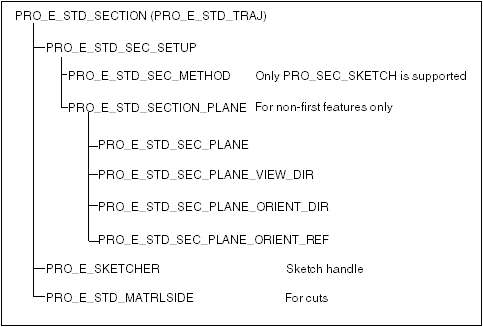 PRO_E_STD_SECTION (PRO_E_STD_TRAJ)
PRO_E_STD_SEC_SETUP
PRO_E_STD_SEC_METHOD Only PRO_SEC_SKETCH is supported
PRO_E_STD_SECTION_PLANE For non-first features only
PRO_E_STD_SEC_PLANE
PRO_E_STD_SEC_PLANE_VIEW_DIR
PRO_E_STD_SEC_PLANE_ORIENT_DIR
PRO_E_STD_SEC_PLANE_ORIENT_REF
PRO_E_SKETCHER Sketch handle
PRO_E_STD_MATRLSIDE For cuts